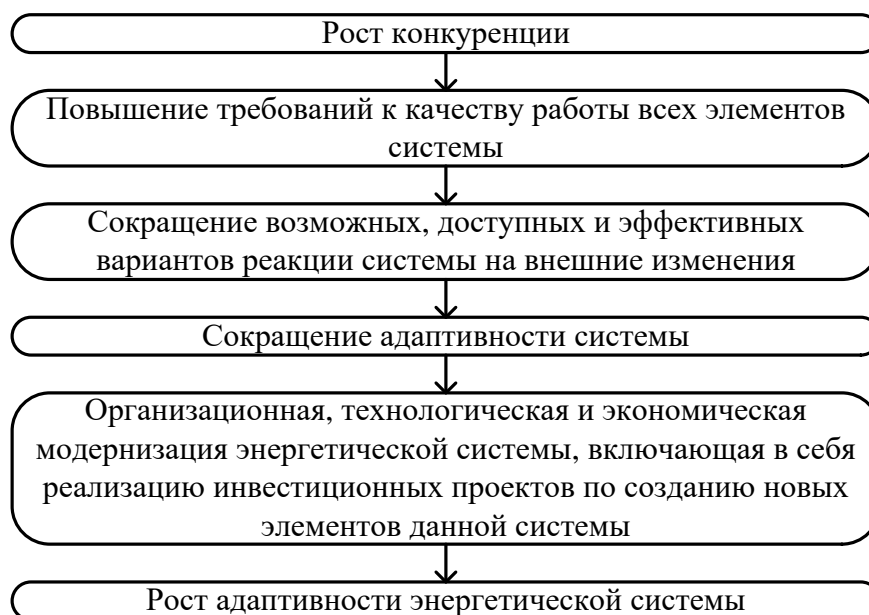 Рост конкуренции
Повышение требований к качеству работы всех элементов
системы
Сокращение возможных, доступных и эффективных
вариантов реакции системы на внешние изменения
Сокращение адаптивности системы
Организационная, технологическая и экономическая
модернизация энергетической системы, включающая в себя
реализацию инвестиционных проектов по созданию новых
элементов данной системы
Рост адаптивности энергетической системы